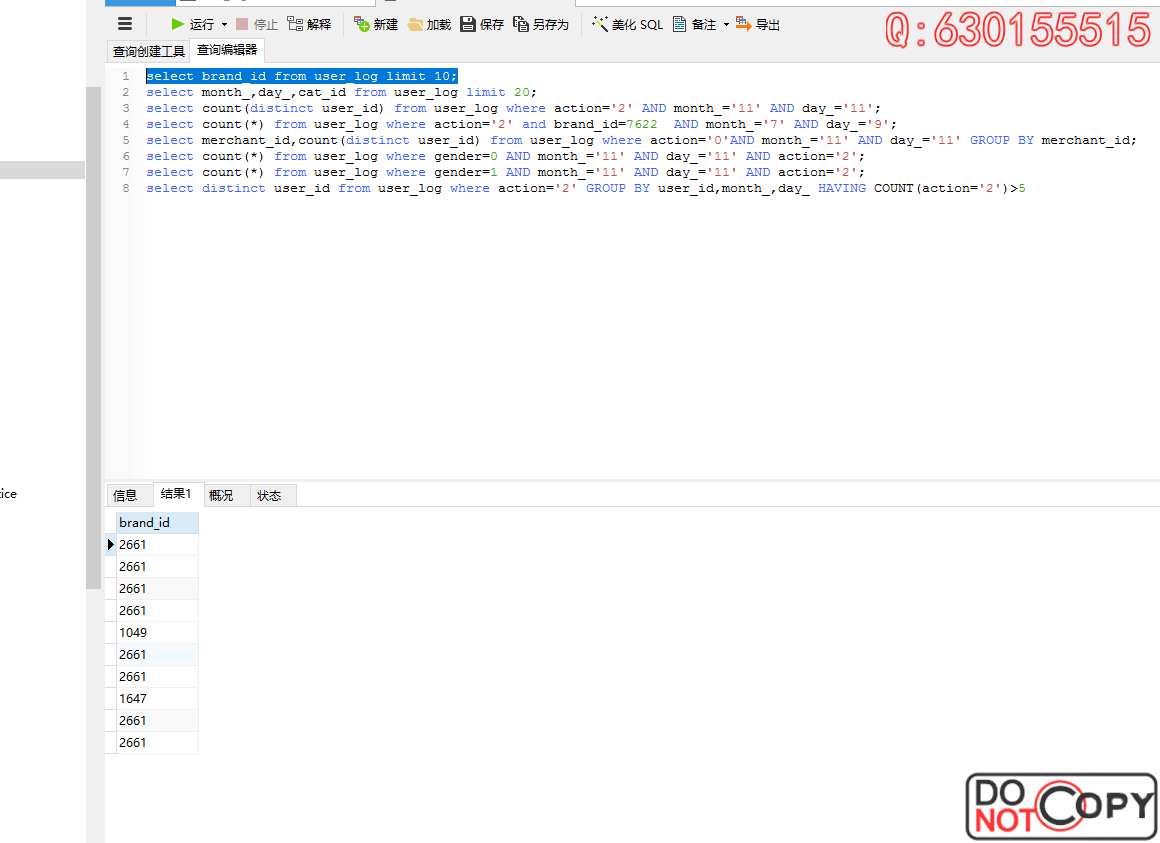 运行 停止 解释 新建 加载 保存 另存为 美化 SQL 备注 导出
Q:630155515
查询创建工具 查询编辑器
1 select brand_id from user_log limit 10;
2 select month_,day_,cat_id from user_log limit 20;
3 select count(distinct user_id) from user_log where action='2' AND month_='11' AND day_='11';
4 select count(*) from user_log where action='2' and brand_id=7622  AND month_='7' AND day_='9';
5 select merchant_id,count(distinct user_id) from user_log where action='0'AND month_='11' AND day_='11' GROUP BY merchant_id;
6 select count(*) from user_log where gender=0 AND month_='11' AND day_='11' AND action='2';
7 select count(*) from user_log where gender=1 AND month_='11' AND day_='11' AND action='2';
8 select distinct user_id from user_log where action='2' GROUP BY user_id,month_,day_ HAVING COUNT(action='2')>5
信息 结果1 概况 状态
brand_id
2661
2661
2661
2661
1049
2661
2661
1647
2661
2661
DO NOT COPY